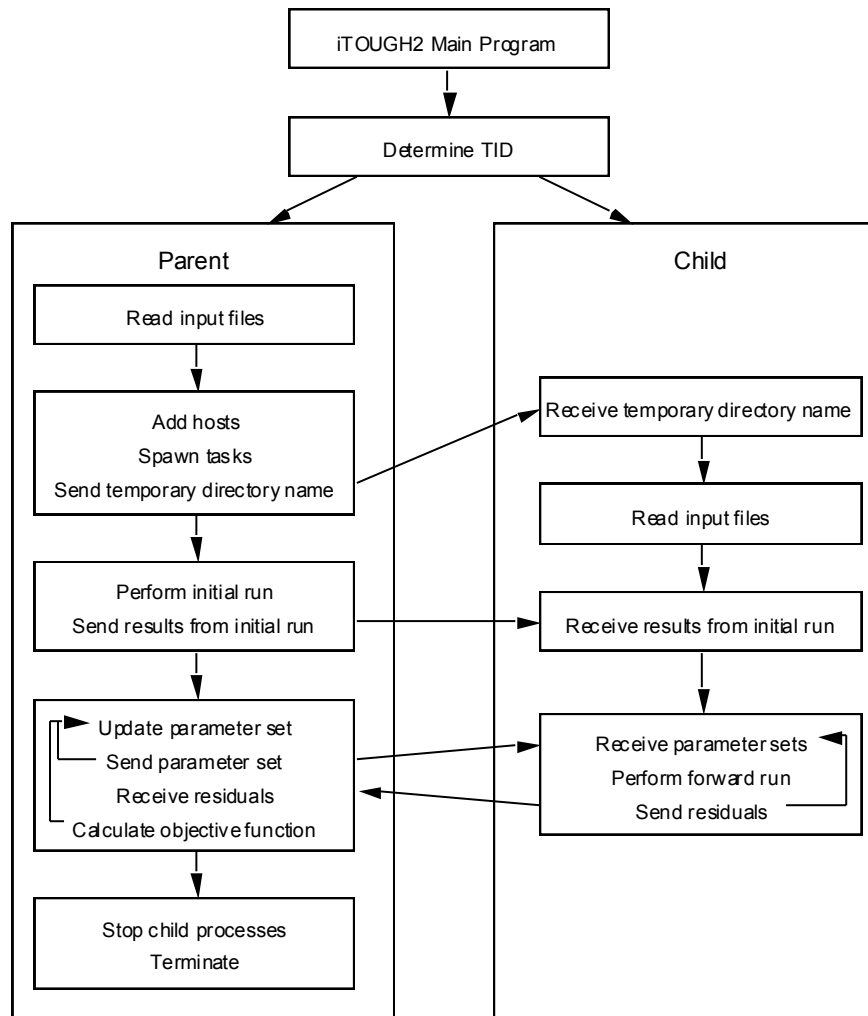 iTOUGH2 Main Program
Determine TID
Parent
Read input files
Add hosts
Spawn tasks
Send temporary directory name
Perform initial run
Send results from initial run
Update parameter set
Send parameter set
Receive residuals
Calculate objective function
Stop child processes
Terminate
Child
Receive temporary directory name
Read input files
Receive results from initial run
Receive parameter sets
Perform forward run
Send residuals